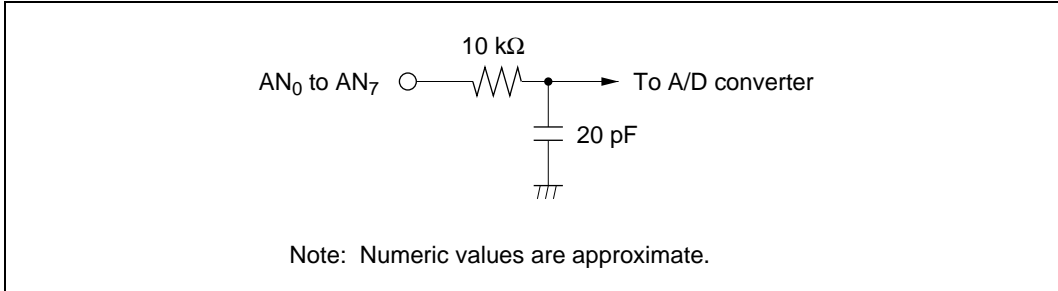 10 kΩ
AN0 to AN7
To A/D converter
20 pF
Note: Numeric values are approximate.